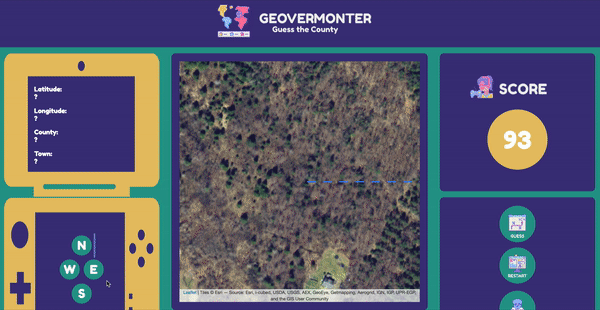 GEOVERMONTER
Guess the County
Latitude:
?
Longitude:
?
County:
?
Town:
?
N
W E
S
Leaflet | Tiles © Esri — Source: Esri, i-cubed, USDA, USGS, AEX, GeoEye, Getmapping, Aerogrid, IGN, IGP, UPR-EGP,
and the GIS User Community
SCORE
93
GUESS
RESTART